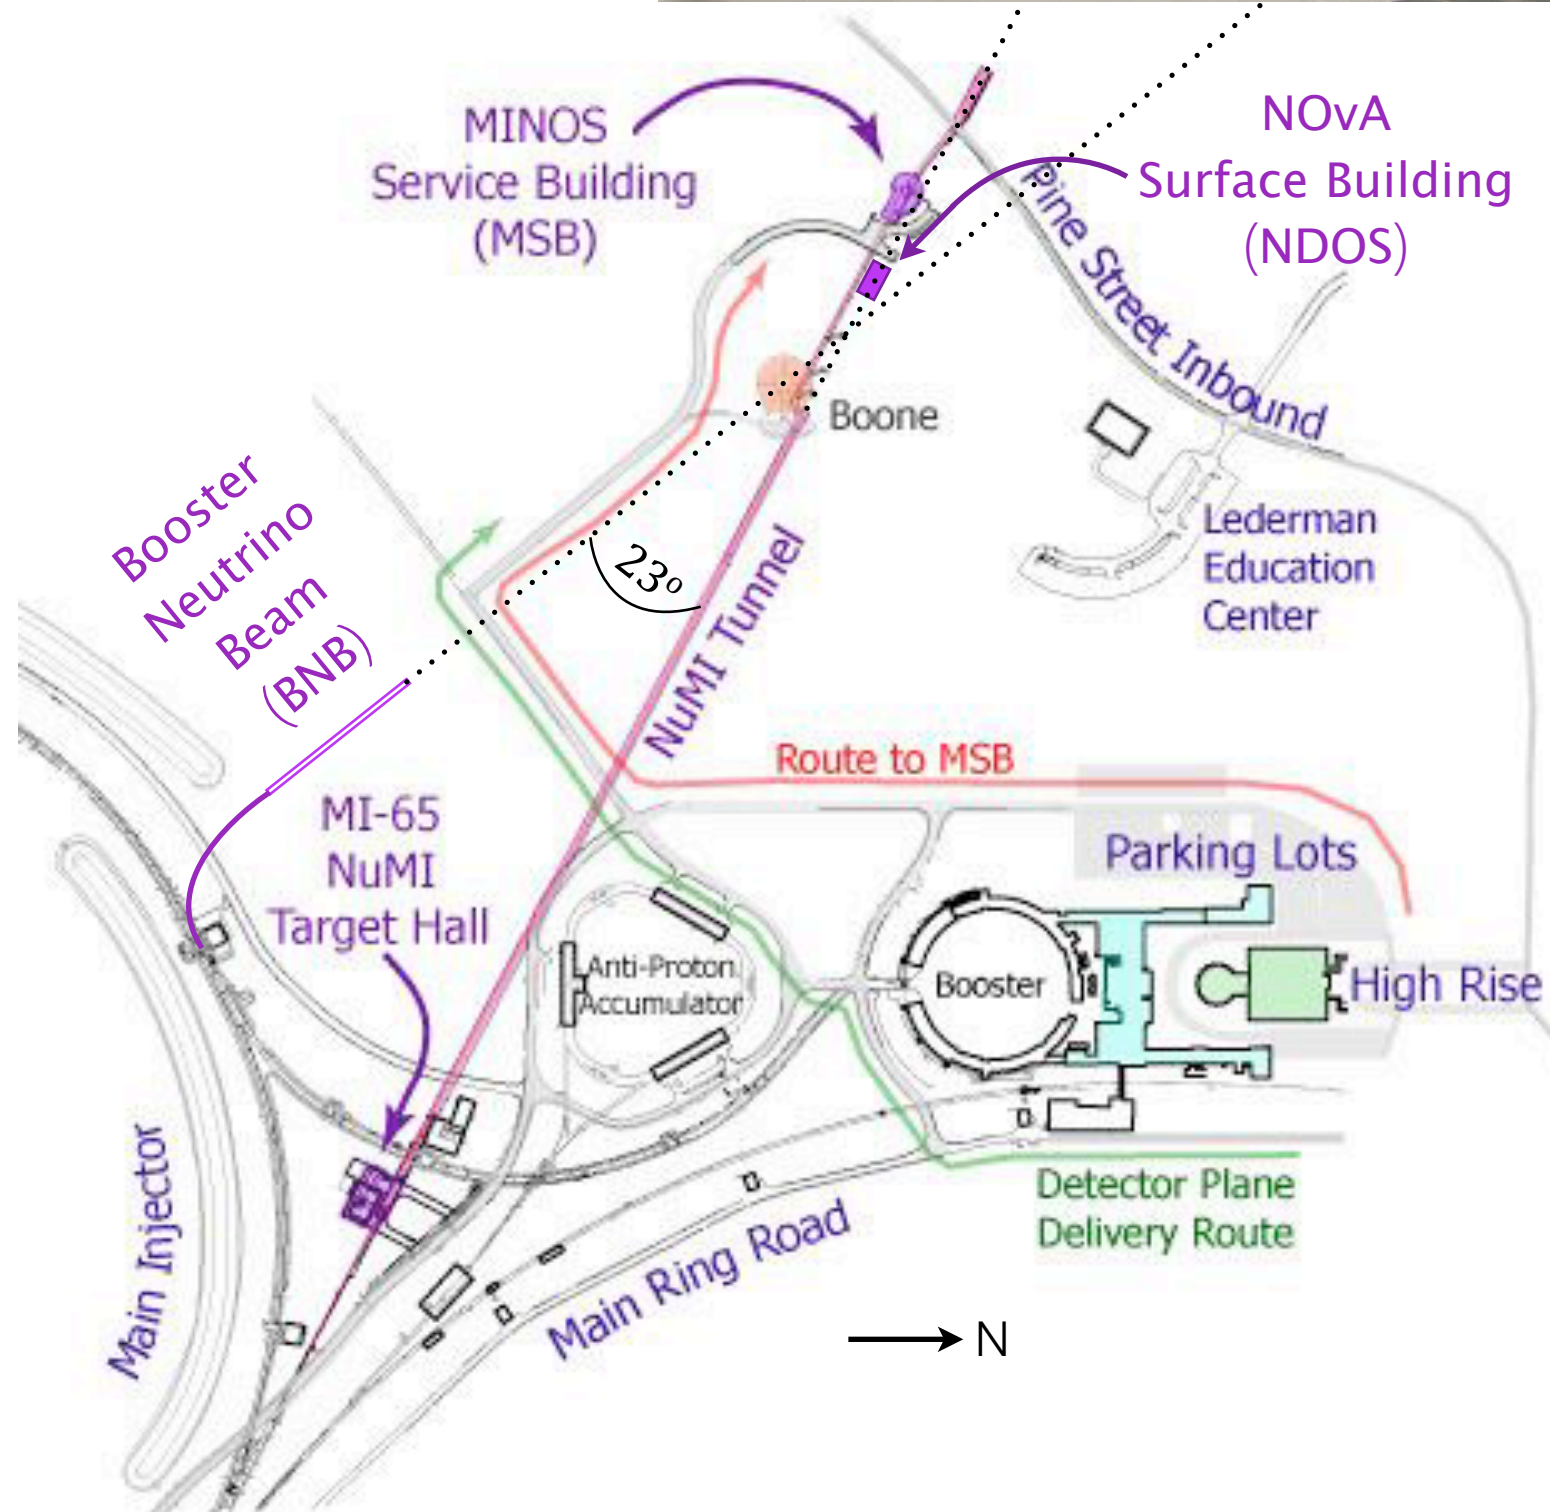 MINOS
Service Building
(MSB)
NOvA
Surface Building
(NDOS)
Pine Street Inbound
Boone
Booster
Neutrino
Beam
(BNB)
23º
NuMI Tunnel
Lederman
Education
Center
Route to MSB
MI-65
NuMI
Target Hall
Parking Lots
Anti-Proton
Accumulator
Booster
High Rise
Main Injector
Main Ring Road
Detector Plane
Delivery Route
N